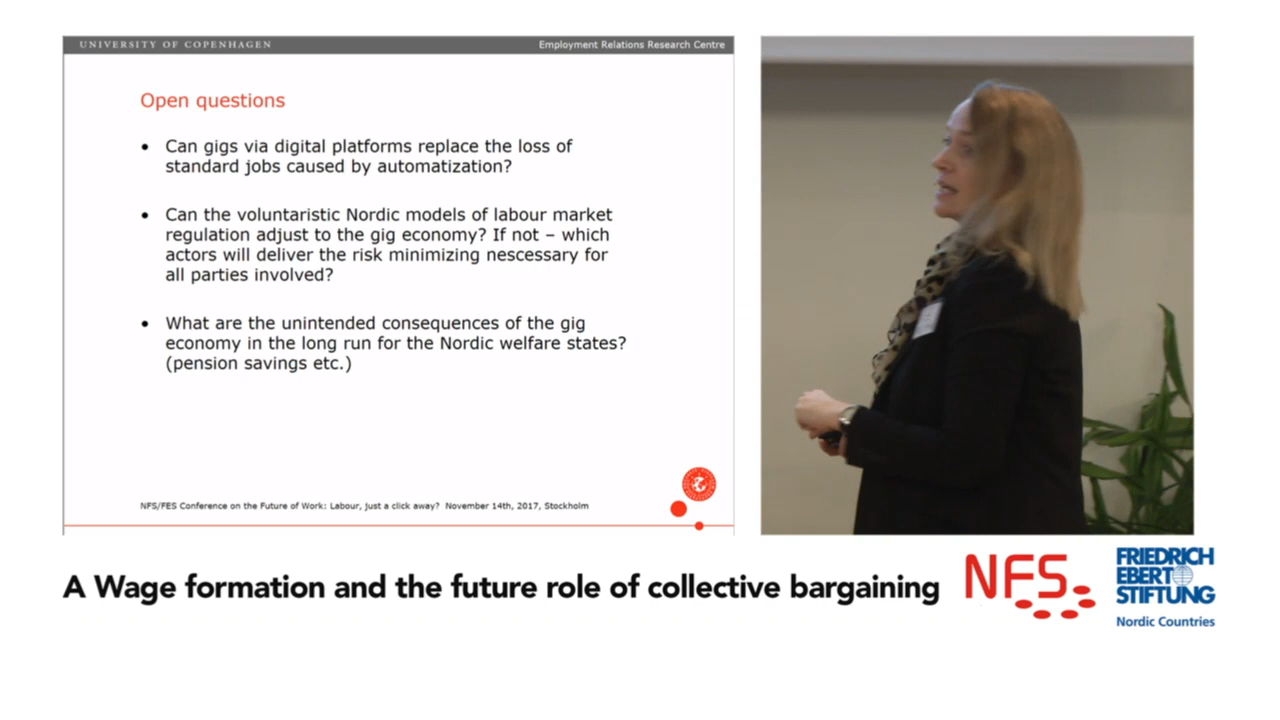 UNIVERSITY OF COPENHAGEN
Employment Relations Research Centre
Open questions
• Can gigs via digital platforms replace the loss of
standard jobs caused by automatization?
• Can the voluntaristic Nordic models of labour market
regulation adjust to the gig economy? If not – which
actors will deliver the risk minimizing nescessary for
all parties involved?
• What are the unintended consequences of the gig
economy in the long run for the Nordic welfare states?
(pension savings etc.)
NFS/FES Conference on the Future of Work: Labour, just a click away? November 14th, 2017, Stockholm
A Wage formation and the future role of collective bargaining
NFS
FRIEDRICH
EBERT
STIFTUNG
Nordic Countries